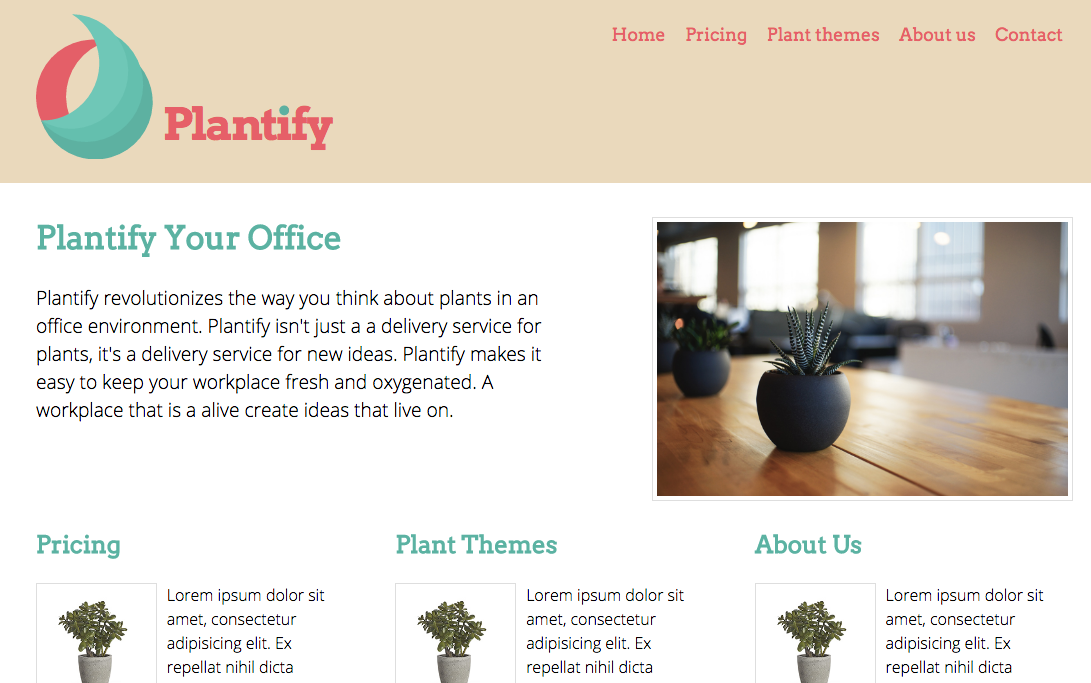 Home Pricing Plant themes About us Contact
Plantify
Plantify Your Office
Plantify revolutionizes the way you think about plants in an
office environment. Plantify isn't just a a delivery service for
plants, it's a delivery service for new ideas. Plantify makes it
easy to keep your workplace fresh and oxygenated. A
workplace that is a alive create ideas that live on.
Pricing
Lorem ipsum dolor sit
amet, consectetur
adipisicing elit. Ex
repellat nihil dicta
Plant Themes
Lorem ipsum dolor sit
amet, consectetur
adipisicing elit. Ex
repellat nihil dicta
About Us
Lorem ipsum dolor sit
amet, consectetur
adipisicing elit. Ex
repellat nihil dicta